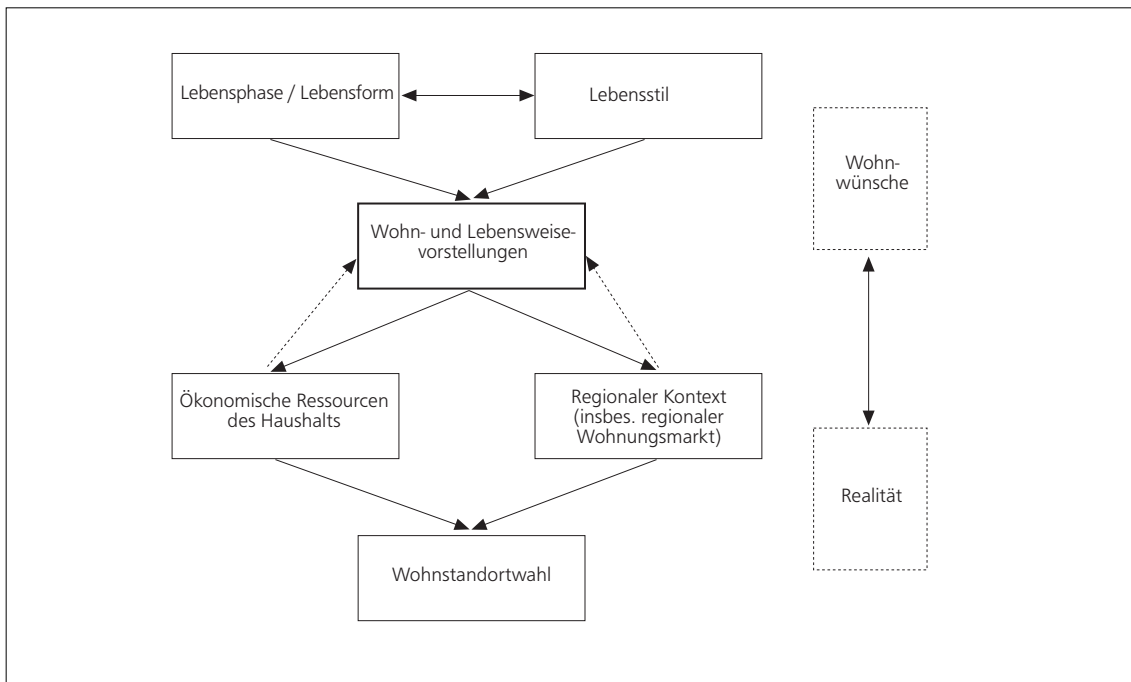 Lebensphase / Lebensform
Lebensstil
Wohn-
wünsche
Wohn- und Lebensweise-
vorstellungen
Ökonomische Ressourcen
des Haushalts
Regionaler Kontext
(insbes. regionaler
Wohnungsmarkt)
Realität
Wohnstandortwahl